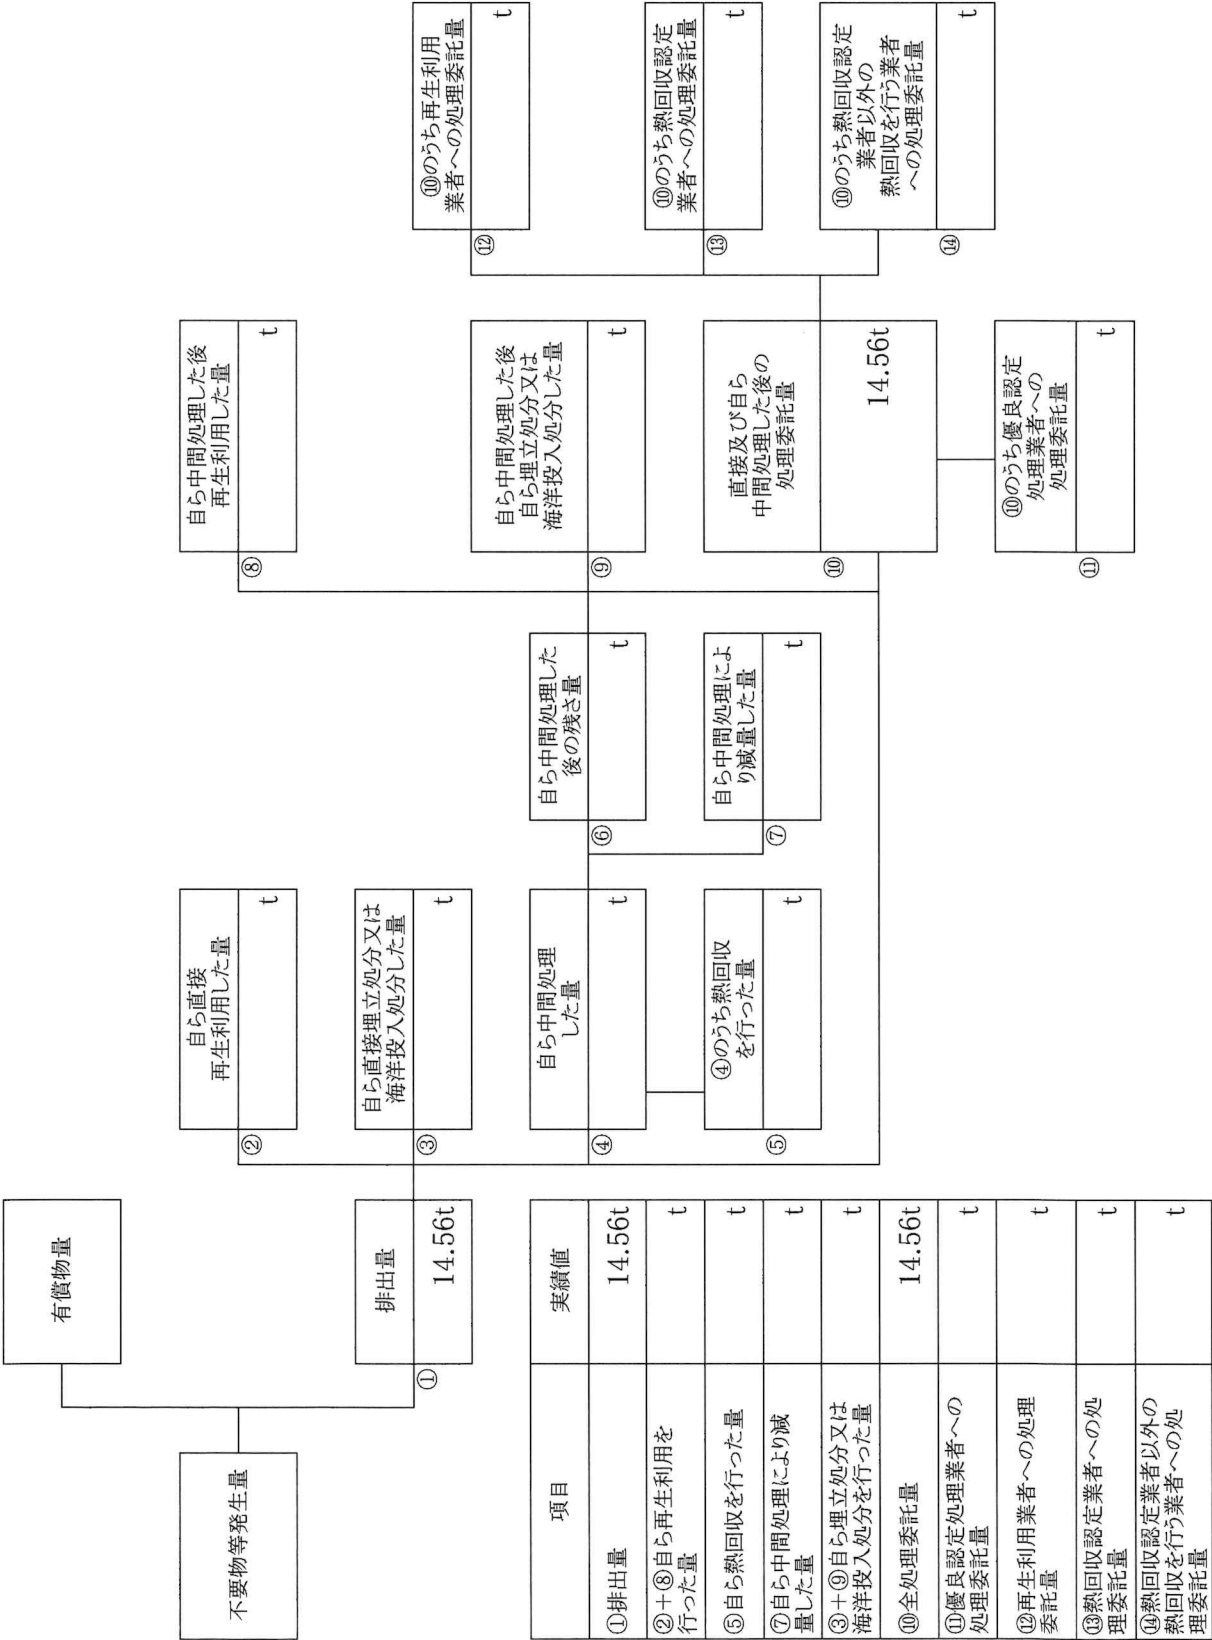 不要物等発生量
有償物量
①
排出量
14.56t
②
自ら直接
再生利用した量
t
③
自ら直接埋立処分又は
海洋投入処分した量
t
④
自ら中間処理
した量
t
⑤
④のうち熱回収
を行った量
t
⑥
自ら中間処理した
後の残さ量
t
⑦
自ら中間処理によ
り減量した量
t
⑧
自ら中間処理した後
再生利用した量
t
⑨
自ら中間処理した後
自ら埋立処分又は
海洋投入処分した量
t
⑩
直接及び自ら
中間処理した後の
処理委託量
14.56t
⑪
⑩のうち優良認定
処理業者への
処理委託量
t
⑫
⑩のうち再生利用
業者への処理委託量
t
⑬
⑩のうち熱回収認定
業者への処理委託量
t
⑭
⑩のうち熱回収認定
業者以外の
熱回収を行う業者
への処理委託量
t
項目
実績値
①排出量
14.56t
②+⑧自ら再生利用を
行った量
t
⑤自ら熱回収を行った量
t
⑦自ら中間処理により減
量した量
t
③+⑨自ら埋立処分又は
海洋投入処分を行った量
t
⑩全処理委託量
14.56t
⑪優良認定処理業者への
処理委託量
t
⑫再生利用業者への処理
委託量
t
⑬熱回収認定業者への処
理委託量
t
⑭熱回収認定業者以外の
熱回収を行う業者への処
理委託量
t